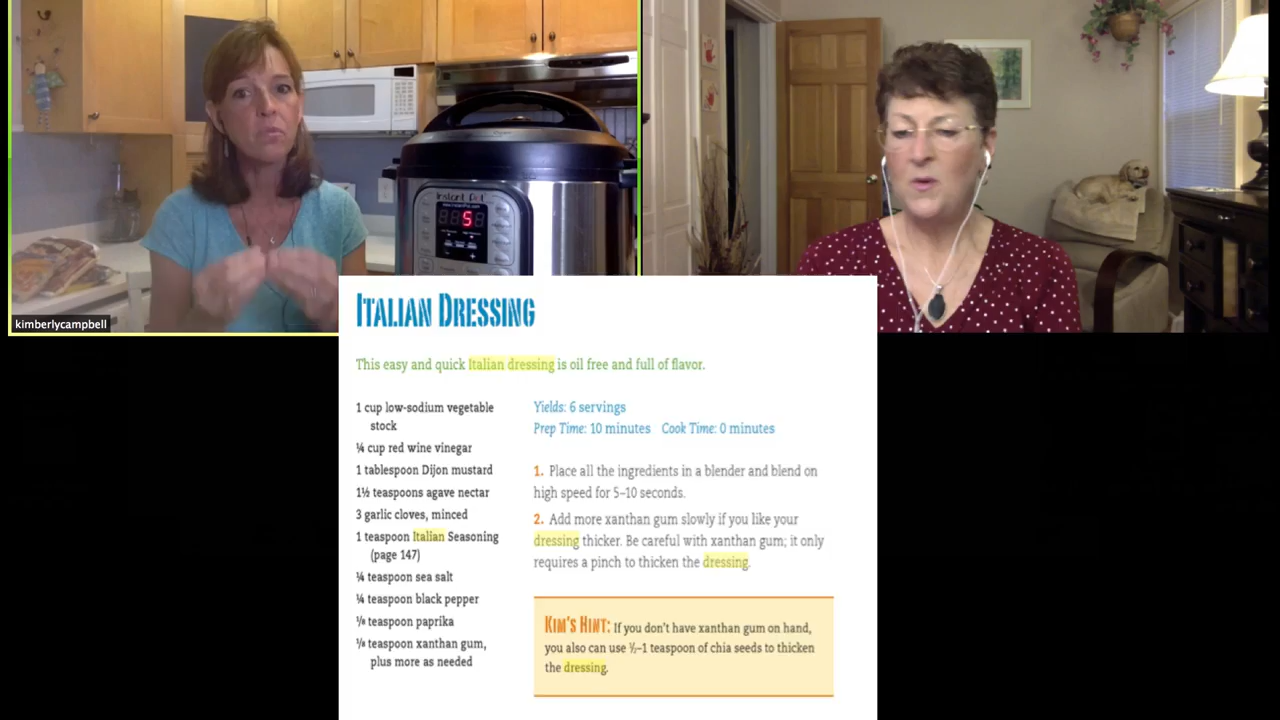 Instant Pot
5
kimberlycampbell
ITALIAN DRESSING
This easy and quick Italian dressing is oil free and full of flavor.
1 cup low-sodium vegetable
stock
¼ cup red wine vinegar
1 tablespoon Dijon mustard
1½ teaspoons agave nectar
3 garlic cloves, minced
1 teaspoon Italian Seasoning
(page 147)
¼ teaspoon sea salt
¼ teaspoon black pepper
⅛ teaspoon paprika
⅛ teaspoon xanthan gum,
plus more as needed
Yields: 6 servings
Prep Time: 10 minutes Cook Time: 0 minutes
1. Place all the ingredients in a blender and blend on
high speed for 5–10 seconds.
2. Add more xanthan gum slowly if you like your
dressing thicker. Be careful with xanthan gum; it only
requires a pinch to thicken the dressing.
KIM'S HINT: If you don't have xanthan gum on hand,
you also can use ½–1 teaspoon of chia seeds to thicken
the dressing.